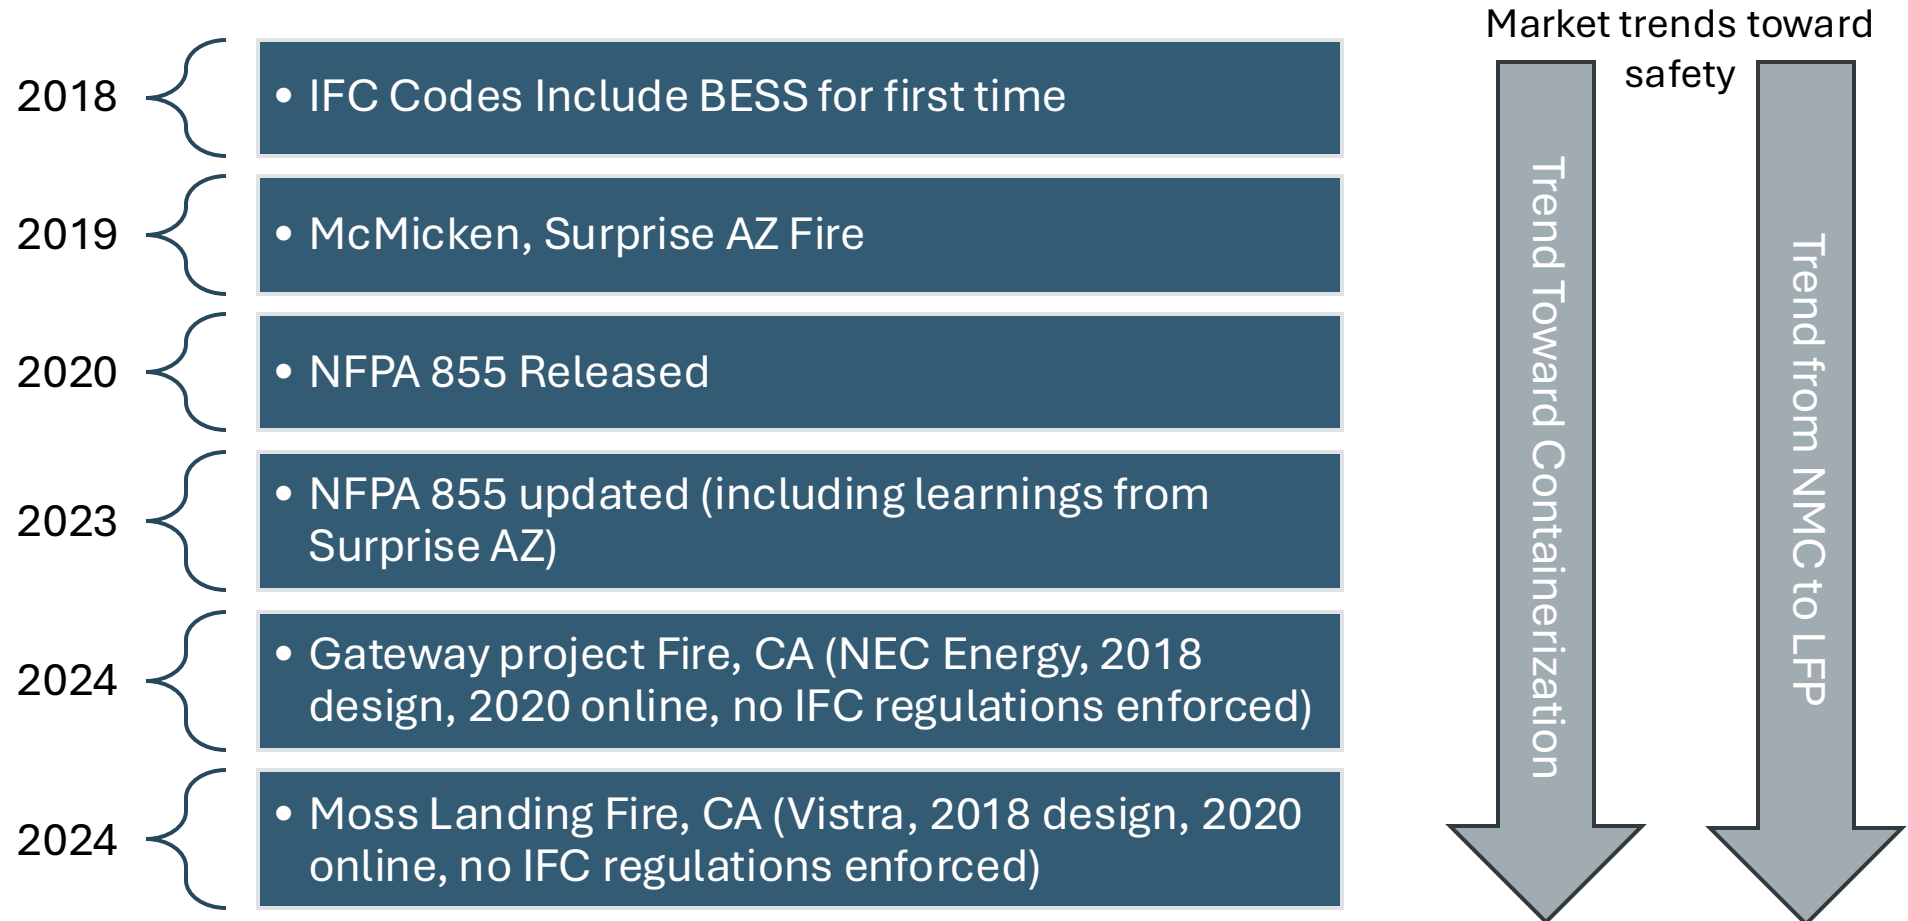 2018
• IFC Codes Include BESS for first time
2019
• McMicken, Surprise AZ Fire
2020
• NFPA 855 Released
2023
• NFPA 855 updated (including learnings from
Surprise AZ)
2024
• Gateway project Fire, CA (NEC Energy, 2018
design, 2020 online, no IFC regulations enforced)
2024
• Moss Landing Fire, CA (Vistra, 2018 design, 2020
online, no IFC regulations enforced)
Market trends toward
safety
Trend Toward Containerization
Trend from NMC to LFP